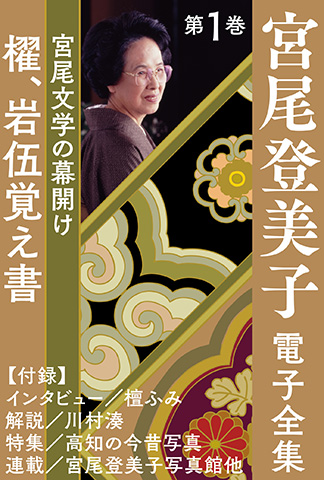 宮尾登美子 電子全集
第1巻
宮尾文学の幕開け
櫂、岩伍覚え書
【付録】
インタビュー／檀ふみ
解説／川村湊
特集／高知の今昔写真
連載／宮尾登美子写真館他